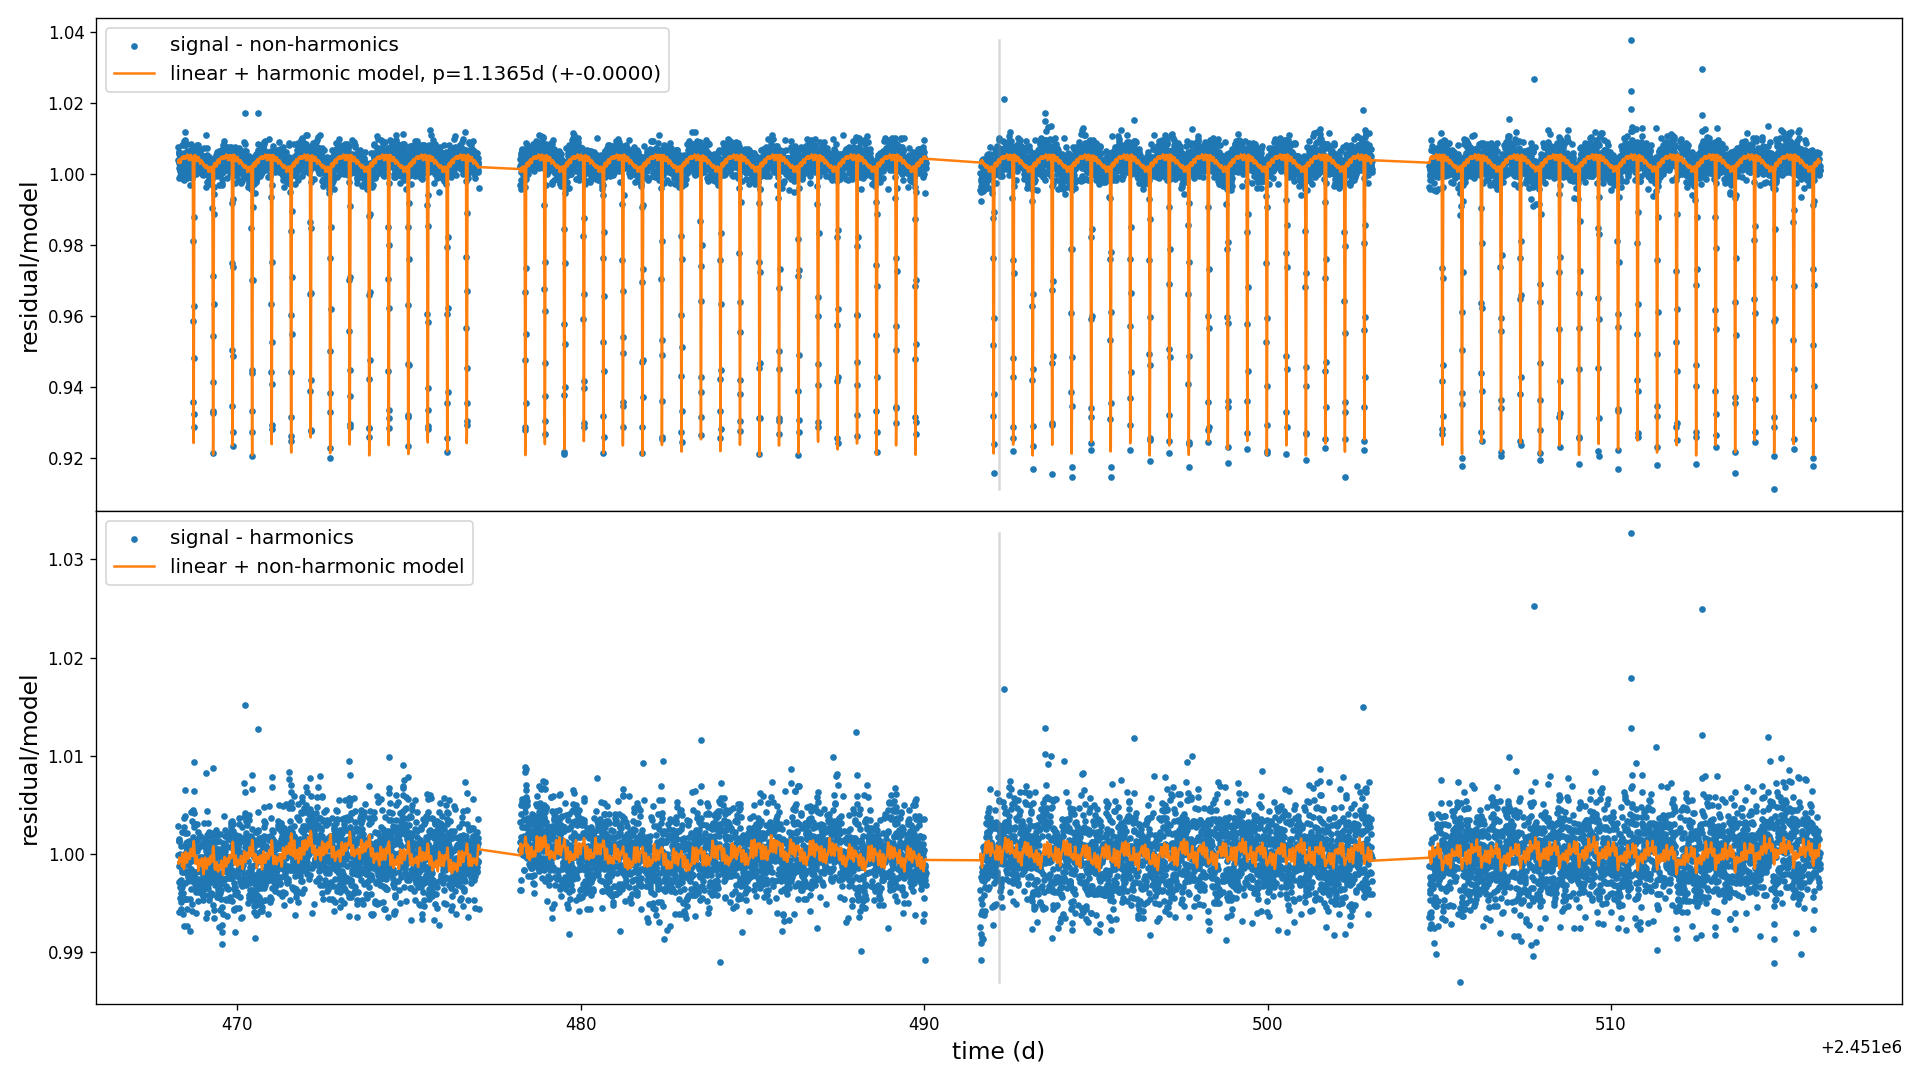 signal - non-harmonics
linear + harmonic model, p=1.1365d (+-0.0000)
1.04
1.02
1.00
0.98
0.96
0.94
0.92
residual/model
signal - harmonics
linear + non-harmonic model
1.03
1.02
1.01
1.00
0.99
residual/model
470
480
490
500
510
time (d)
+2.451e6